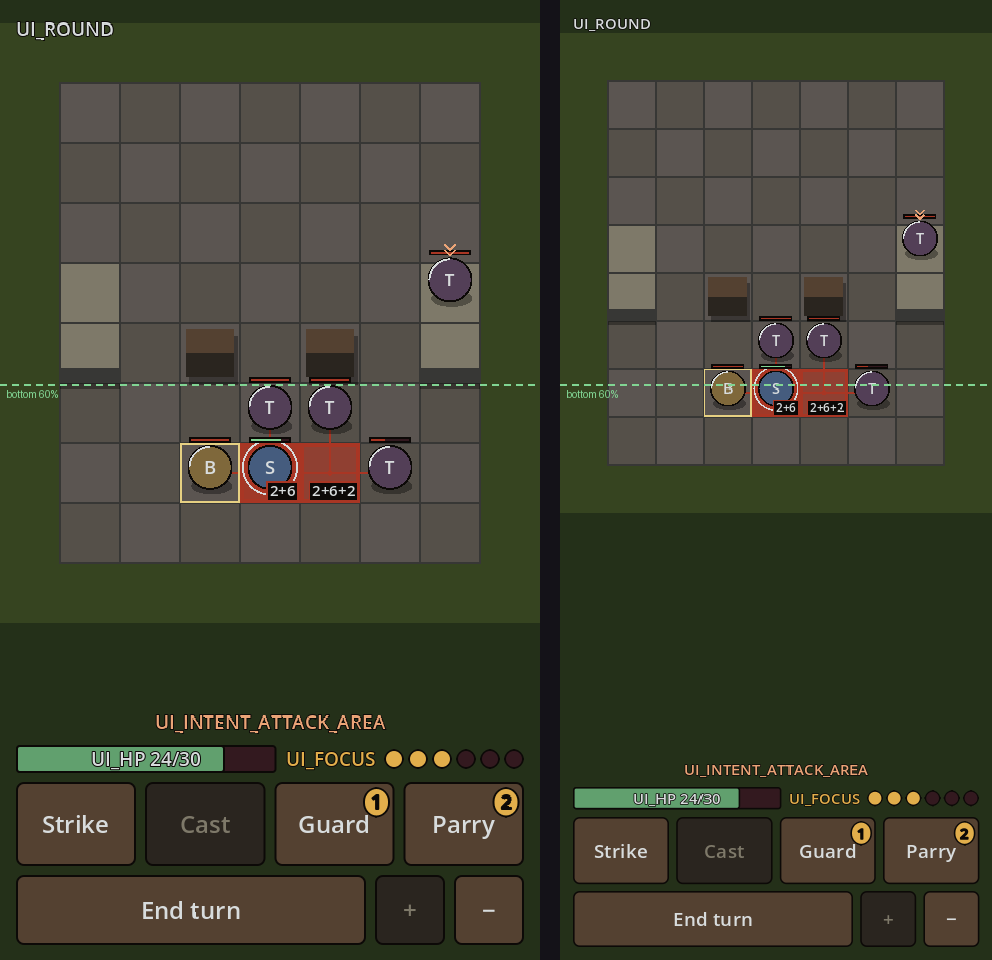 UI_ROUND
T
bottom 60%
T T
B S T
2+6 2+6+2
UI_INTENT_ATTACK_AREA
UI_HP 24/30 UI_FOCUS
Strike Cast Guard 1 Parry 2
End turn + −
UI_ROUND
T
T T
bottom 60%
B S T
2+6 2+6+2
UI_INTENT_ATTACK_AREA
UI_HP 24/30 UI_FOCUS
Strike Cast Guard 1 Parry 2
End turn + −